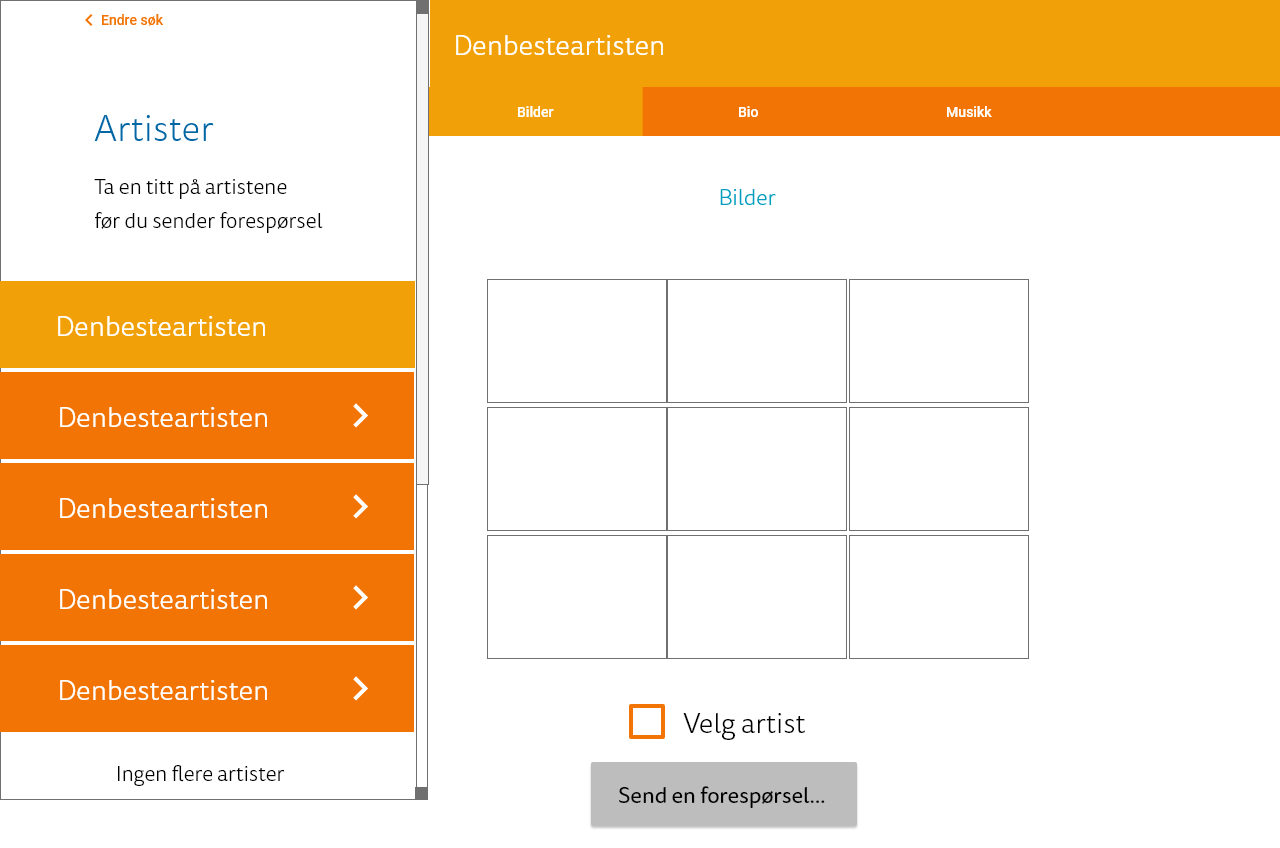 Endre søk
Artister
Ta en titt på artistene
før du sender forespørsel
Denbesteartisten
Denbesteartisten
Denbesteartisten
Denbesteartisten
Denbesteartisten
Ingen flere artister
Denbesteartisten
Bilder
Bio
Musikk
Bilder
Velg artist
Send en forespørsel...